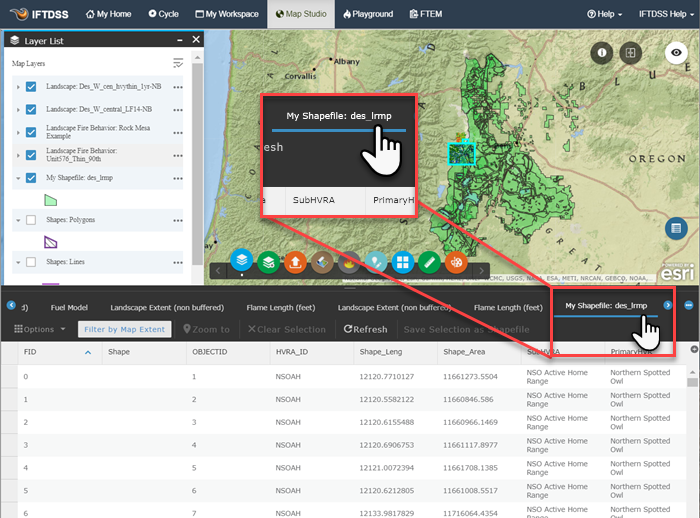 IFTDSS My Home Cycle My Workspace Map Studio Playground FTEM Help IFTDSS Help
Layer List
Map Layers
Landscape: Des_W_cen_hvythin_1yr-NB
Landscape: Des_W_central_LF14-NB
Landscape Fire Behavior: Rock Mesa
Example
Landscape Fire Behavior:
Unit576_Thin_90th
My Shapefile: des_lrmp
Shapes: Polygons
Shapes: Lines
Albany
Corvallis
BLUE
OREGON
GREAT
My Shapefile: des_lrmp
esh
SubHVRA PrimaryH
POWERED BY
esri
USGS, NASA, ESA, METI, NRCAN, GEBCO, NOAA,
d) Fuel Model Landscape Extent (non buffered) Flame Length (feet) Landscape Extent (non buffered) Flame Length (feet) My Shapefile: des_lrmp
Options Filter by Map Extent Zoom to Clear Selection Refresh Save Selection as Shapefile
FID Shape OBJECTID HVRA_ID Shape_Leng Shape_Area SubHVRA PrimaryHVR
0 1 NSOAH 12120.7710127 11661273.5504 NSO Active Home Range Northern Spotted Owl
1 2 NSOAH 12120.5582122 11660846.586 NSO Active Home Range Northern Spotted Owl
2 3 NSOAH 12120.6155488 11660966.1469 NSO Active Home Range Northern Spotted Owl
3 4 NSOAH 12120.6906753 11661117.8977 NSO Active Home Range Northern Spotted Owl
4 5 NSOAH 12121.0072394 11661708.1385 NSO Active Home Range Northern Spotted Owl
5 6 NSOAH 12120.6212805 11661008.5517 NSO Active Home Range Northern Spotted Owl
6 7 NSOAH 12133.9817829 11716064.4354 NSO Active Home Northern Spotted